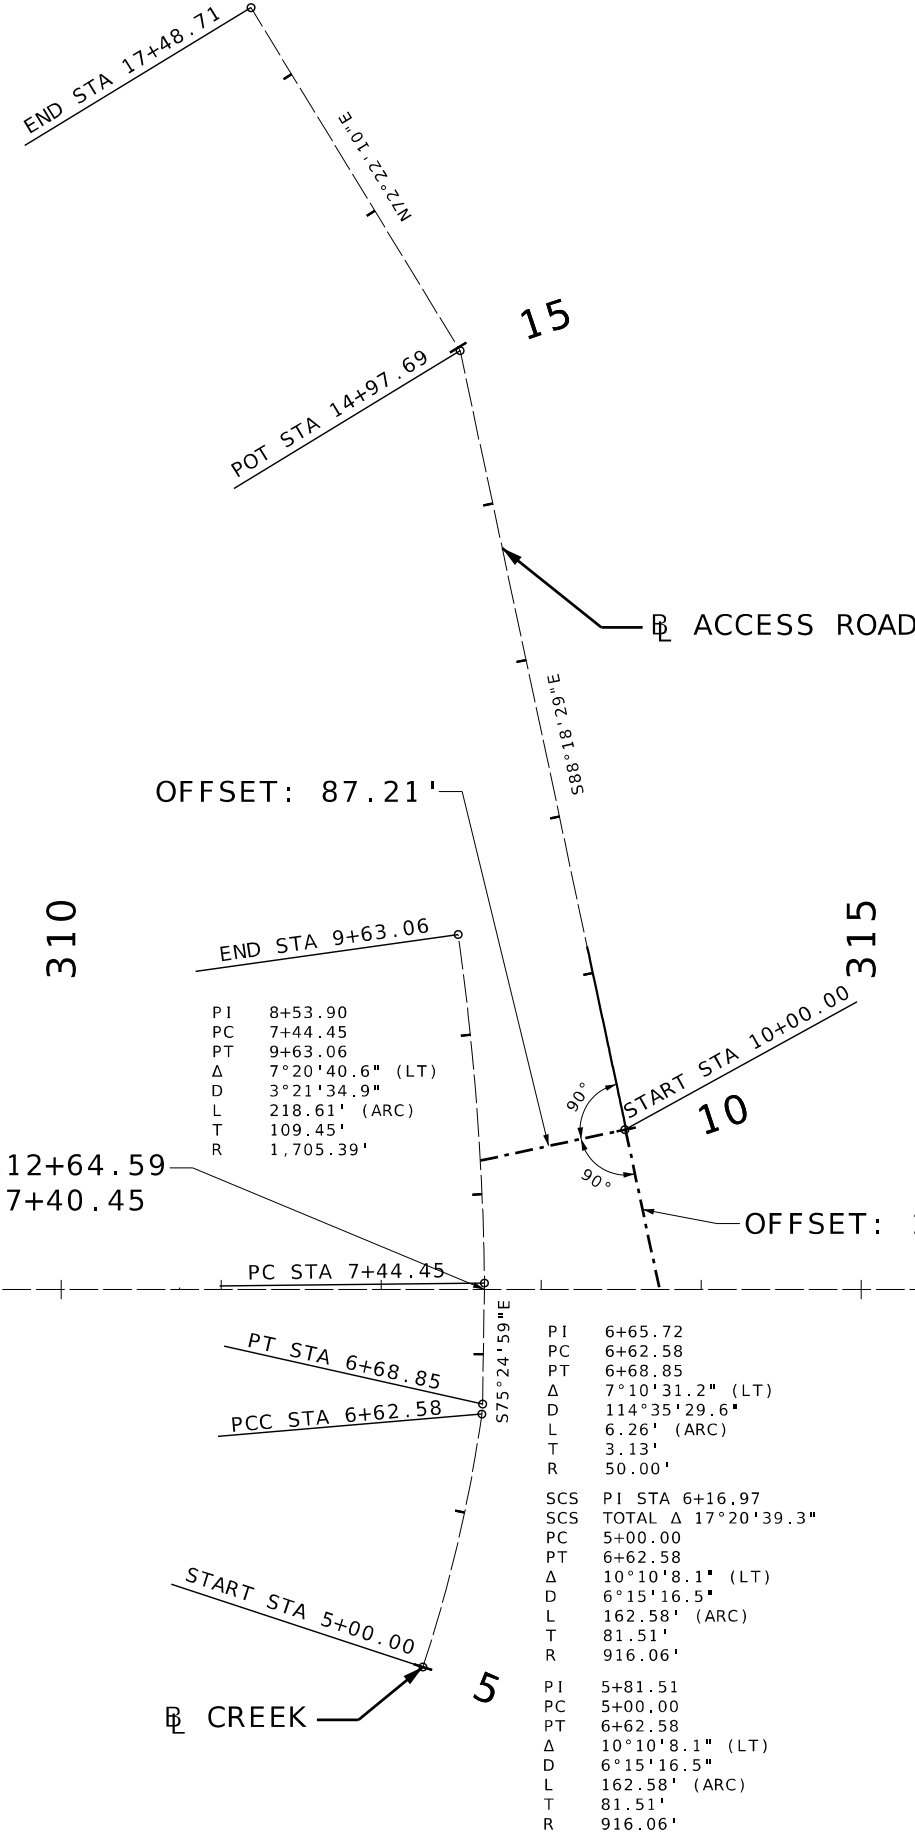 END STA 17+48.71
N72°22'10"E
15
POT STA 14+97.69
℄ ACCESS ROAD
S88°18'29"E
OFFSET: 87.21'
310
315
END STA 9+63.06
PI 8+53.90
PC 7+44.45
PT 9+63.06
Δ 7°20'40.6" (LT)
D 3°21'34.9"
L 218.61' (ARC)
T 109.45'
R 1,705.39'
START STA 10+00.00
90°
10
90°
12+64.59
7+40.45
OFFSET:
PC STA 7+44.45
S75°24'59"E
PT STA 6+68.85
PCC STA 6+62.58
PI 6+65.72
PC 6+62.58
PT 6+68.85
Δ 7°10'31.2" (LT)
D 114°35'29.6"
L 6.26' (ARC)
T 3.13'
R 50.00'
SCS PI STA 6+16.97
SCS TOTAL Δ 17°20'39.3"
PC 5+00.00
PT 6+62.58
Δ 10°10'8.1" (LT)
D 6°15'16.5"
L 162.58' (ARC)
T 81.51'
R 916.06'
START STA 5+00.00
5
BL CREEK
PI 5+81.51
PC 5+00.00
PT 6+62.58
Δ 10°10'8.1" (LT)
D 6°15'16.5"
L 162.58' (ARC)
T 81.51'
R 916.06'